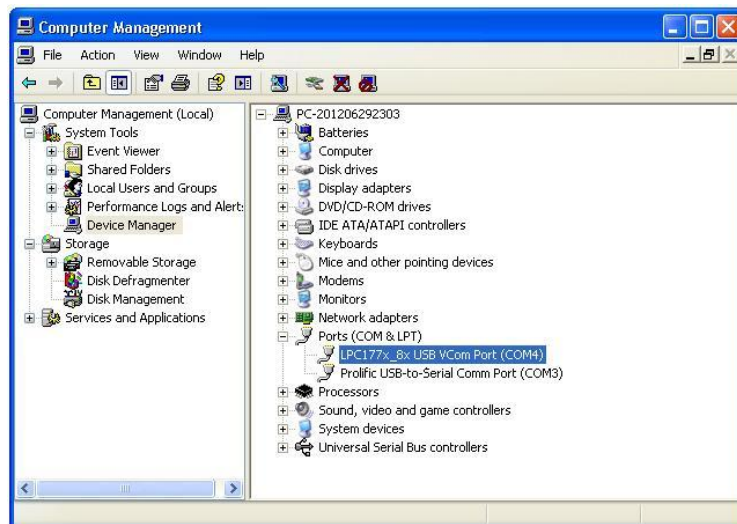 Computer Management
File Action View Window Help
Computer Management (Local)
System Tools
Event Viewer
Shared Folders
Local Users and Groups
Performance Logs and Alert:
Device Manager
Storage
Removable Storage
Disk Defragmenter
Disk Management
Services and Applications
PC-201206292303
Batteries
Computer
Disk drives
Display adapters
DVD/CD-ROM drives
IDE ATA/ATAPI controllers
Keyboards
Mice and other pointing devices
Modems
Monitors
Network adapters
Ports (COM & LPT)
LPC177x_8x USB VCom Port (COM4)
Prolific USB-to-Serial Comm Port (COM3)
Processors
Sound, video and game controllers
System devices
Universal Serial Bus controllers